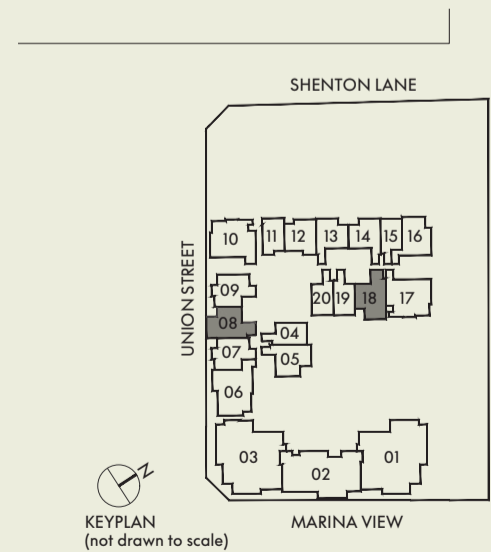 SHENTON LANE
UNION STREET
10 11 12 13 14 15 16
09 20 19 18 17
08 04
07 05
06
03 02 01
N
KEYPLAN
(not drawn to scale)
MARINA VIEW